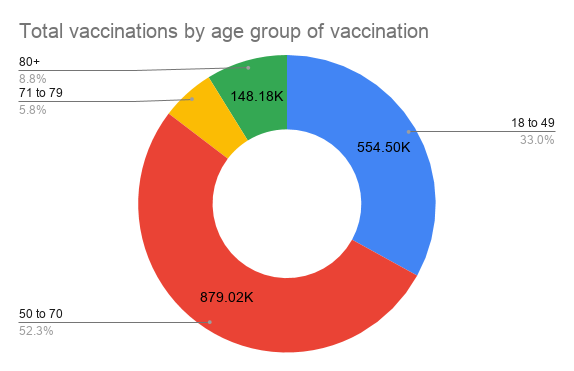 Total vaccinations by age group of vaccination
80+
8.8%
71 to 79
5.8%
148.18K
18 to 49
33.0%
554.50K
879.02K
50 to 70
52.3%